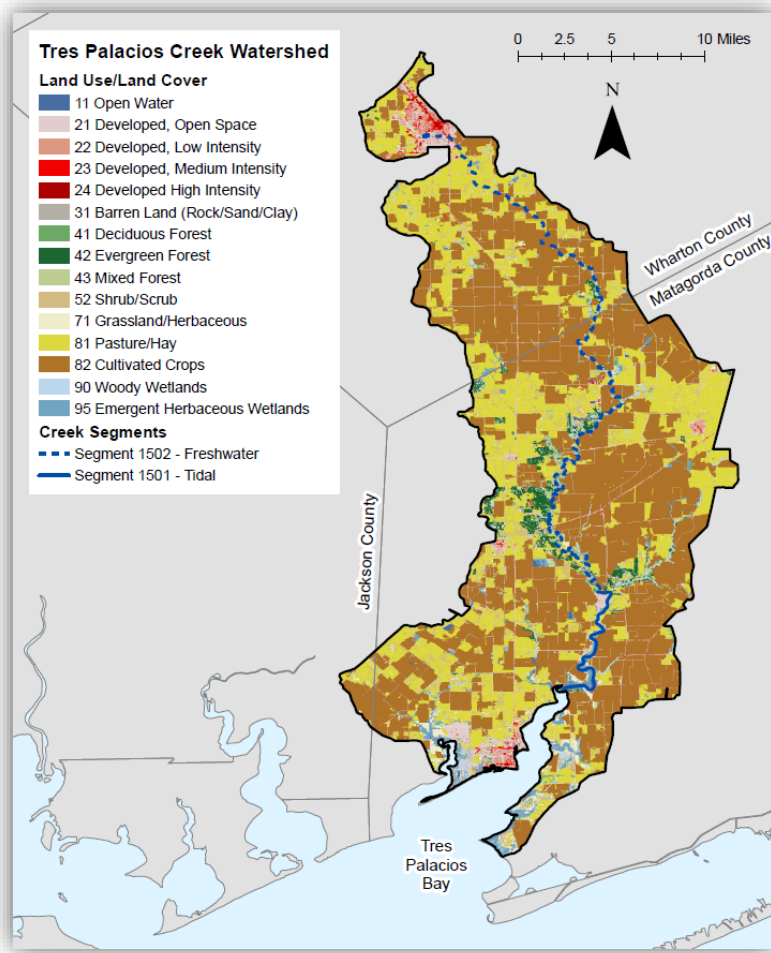 Tres Palacios Creek Watershed
Land Use/Land Cover
11 Open Water
21 Developed, Open Space
22 Developed, Low Intensity
23 Developed, Medium Intensity
24 Developed High Intensity
31 Barren Land (Rock/Sand/Clay)
41 Deciduous Forest
42 Evergreen Forest
43 Mixed Forest
52 Shrub/Scrub
71 Grassland/Herbaceous
81 Pasture/Hay
82 Cultivated Crops
90 Woody Wetlands
95 Emergent Herbaceous Wetlands
Creek Segments
Segment 1502 - Freshwater
Segment 1501 - Tidal
0 2.5 5 10 Miles
N
Wharton County
Matagorda County
Jackson County
Tres
Palacios
Bay